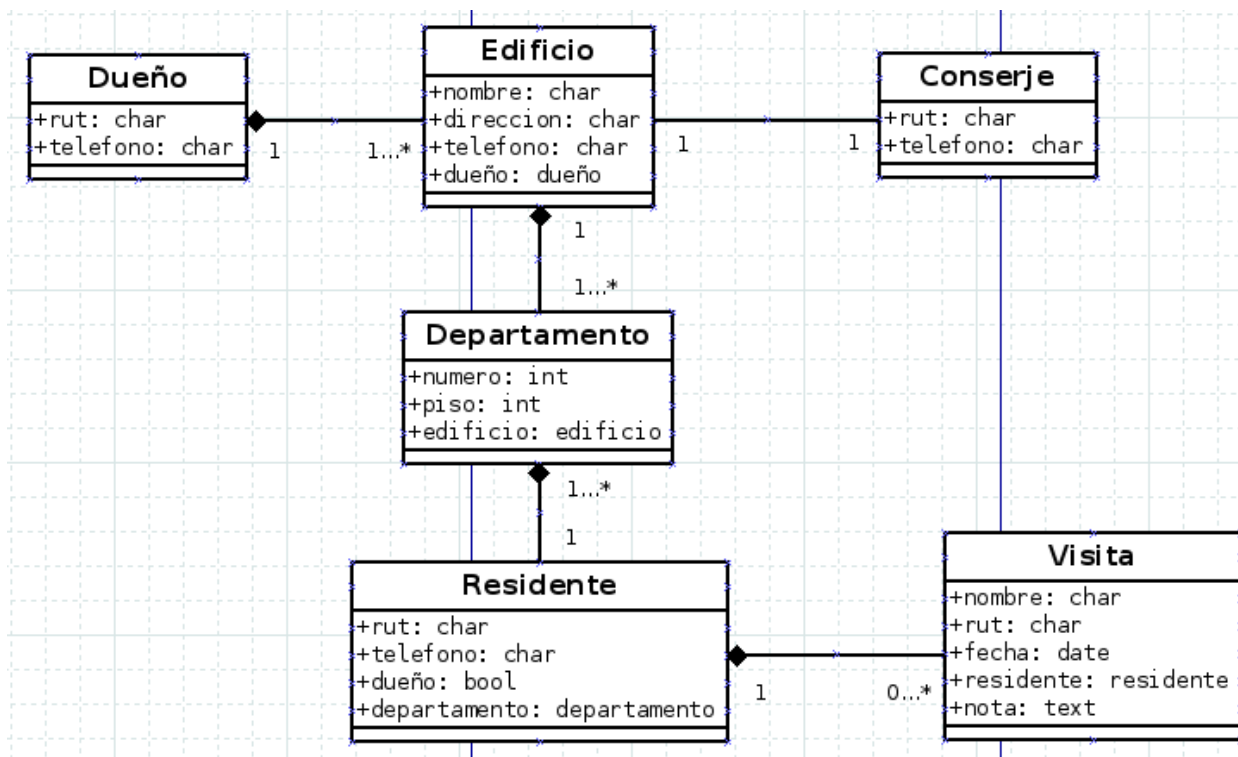 Dueño
+rut: char
+telefono: char
1
1...*
Edificio
+nombre: char
+direccion: char
+telefono: char
+dueño: dueño
1
1
Conserje
+rut: char
+telefono: char
1
1...*
Departamento
+numero: int
+piso: int
+edificio: edificio
1...*
1
Residente
+rut: char
+telefono: char
+dueño: bool
+departamento: departamento
1
0...*
Visita
+nombre: char
+rut: char
+fecha: date
+residente: residente
+nota: text